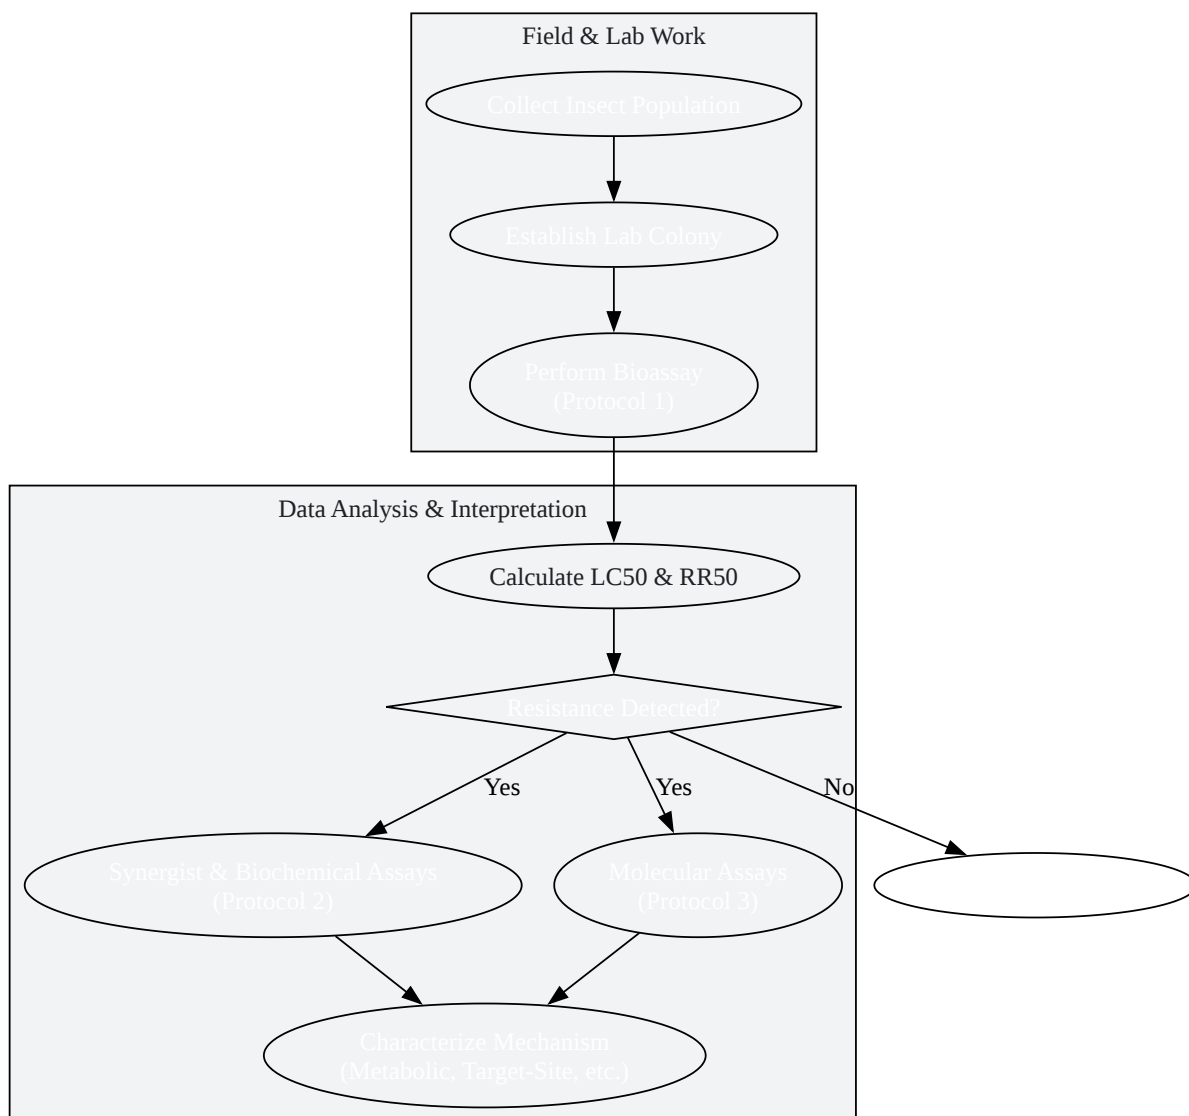 Field & Lab Work
Collect Insect Population
Establish Lab Colony
Perform Bioassay
(Protocol 1)
Data Analysis & Interpretation
Calculate LC50 & RR50
Resistance Detected?
Yes
Yes
No
Synergist & Biochemical Assays
(Protocol 2)
Molecular Assays
(Protocol 3)
Characterize Mechanism
(Metabolic, Target-Site, etc.)